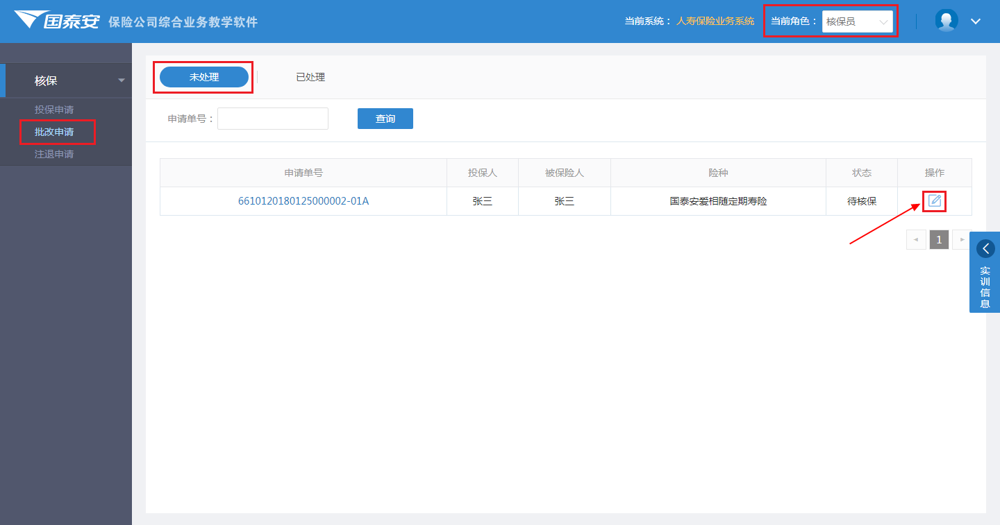 国泰安 保险公司综合业务教学软件
当前系统： 人寿保险业务系统 当前角色： 核保员
核保
投保申请
批改申请
注退申请
未处理 已处理
申请单号： 查询
申请单号 投保人 被保险人 险种 状态 操作
6610120180125000002-01A 张三 张三 国泰安爱相随定期寿险 待核保
1
实训信息